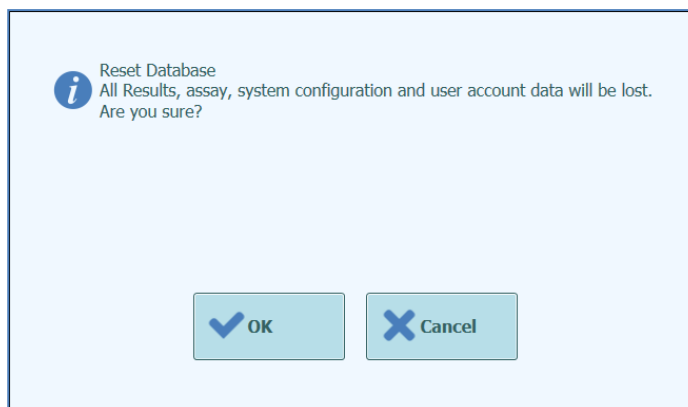 Reset Database
All Results, assay, system configuration and user account data will be lost.
Are you sure?
OK
Cancel